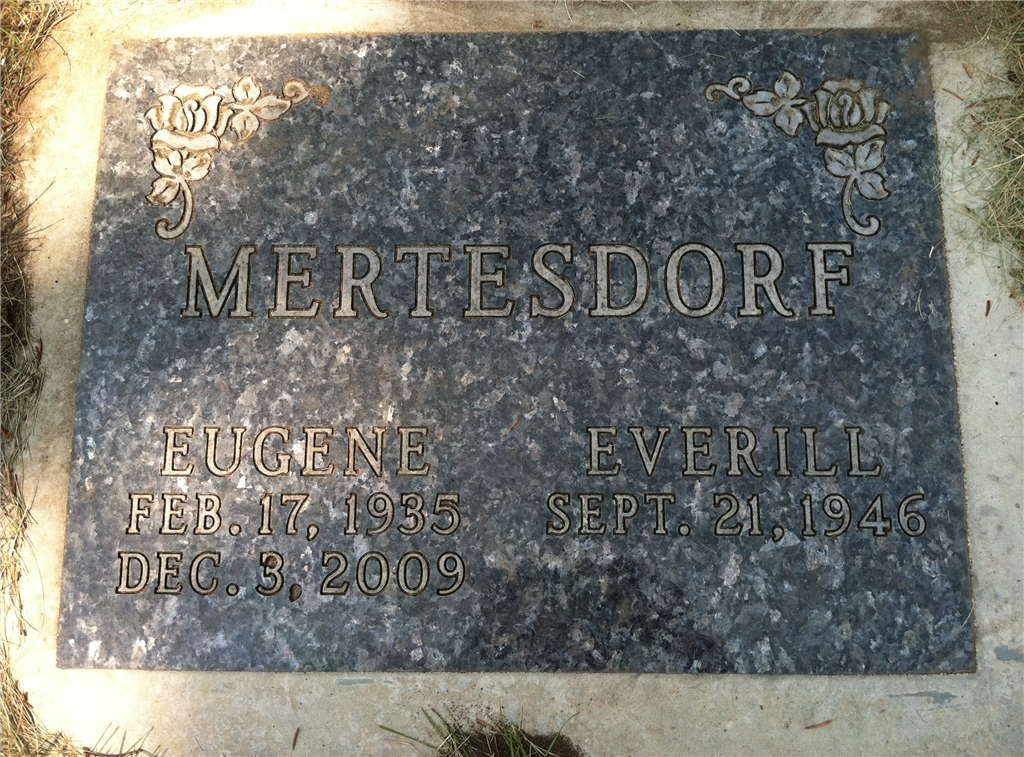 MERTESDORF
EUGENE
FEB. 17, 1935
DEC. 3, 2009
EVERILL
SEPT. 21, 1946